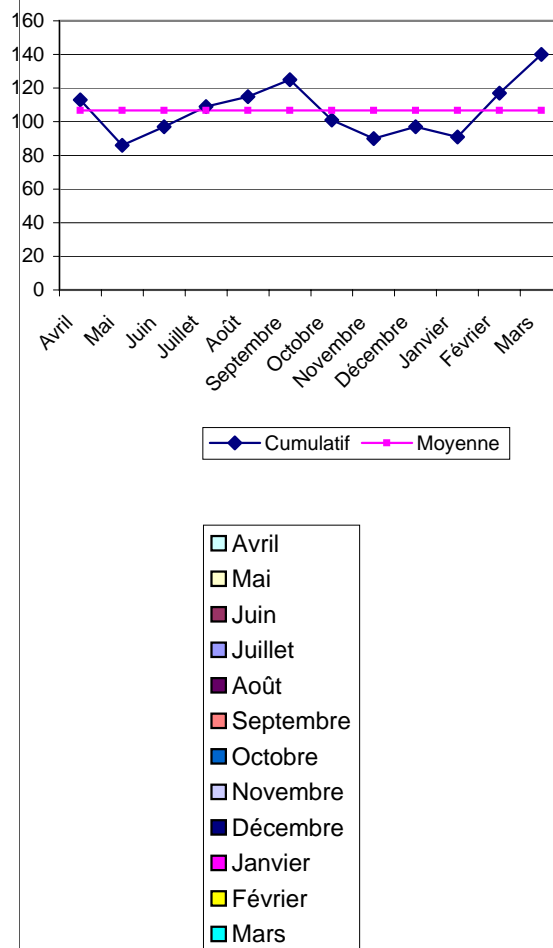 160
140
120
100
80
60
40
20
0
Avril
Mai
Juin
Juillet
Août
Septembre
Octobre
Novembre
Décembre
Janvier
Février
Mars
Cumulatif Moyenne
Avril
Mai
Juin
Juillet
Août
Septembre
Octobre
Novembre
Décembre
Janvier
Février
Mars